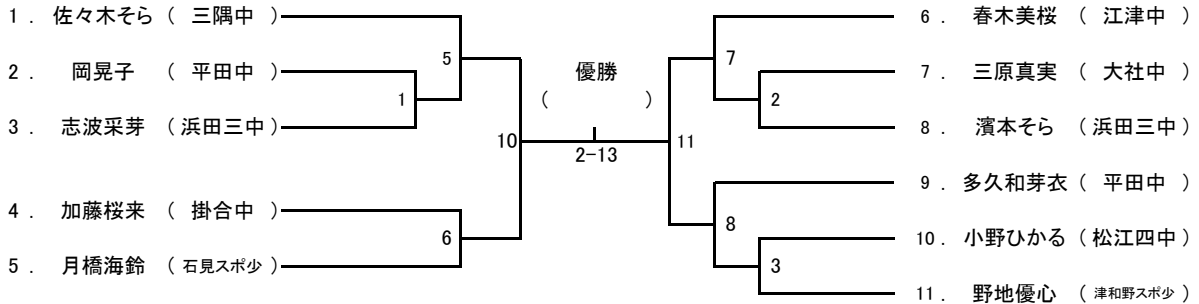 1. 佐々木そら ( 三隅中 )
2. 岡晃子 ( 平田中 )
3. 志波采芽 ( 浜田三中 )
4. 加藤桜来 ( 掛合中 )
5. 月橋海鈴 ( 石見スポ少 )
5
1
6
10
優勝
( )
2-13
11
7
2
8
3
6. 春木美桜 ( 江津中 )
7. 三原真実 ( 大社中 )
8. 濱本そら ( 浜田三中 )
9. 多久和芽衣 ( 平田中 )
10. 小野ひかる ( 松江四中 )
11. 野地優心 ( 津和野スポ少 )